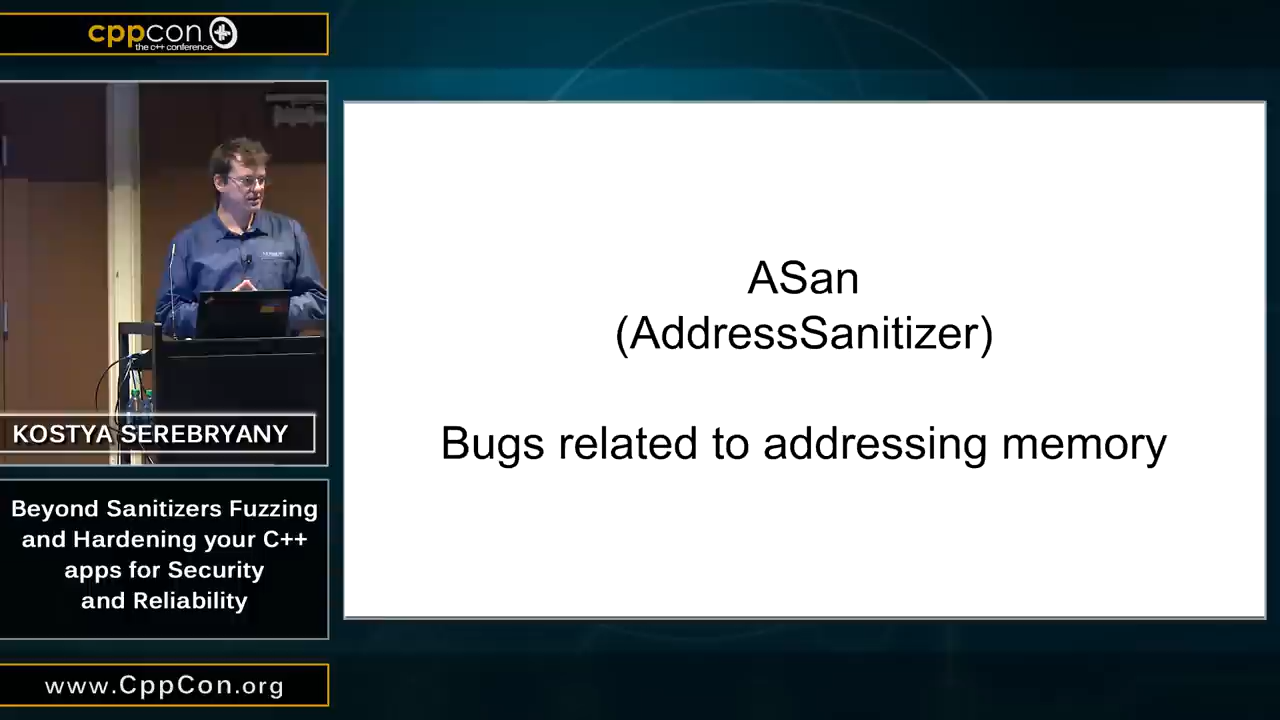 cppcon
the c++ conference
KOSTYA SEREBRYANY
Beyond Sanitizers Fuzzing
and Hardening your C++
apps for Security
and Reliability
www.CppCon.org
ASan
(AddressSanitizer)
Bugs related to addressing memory